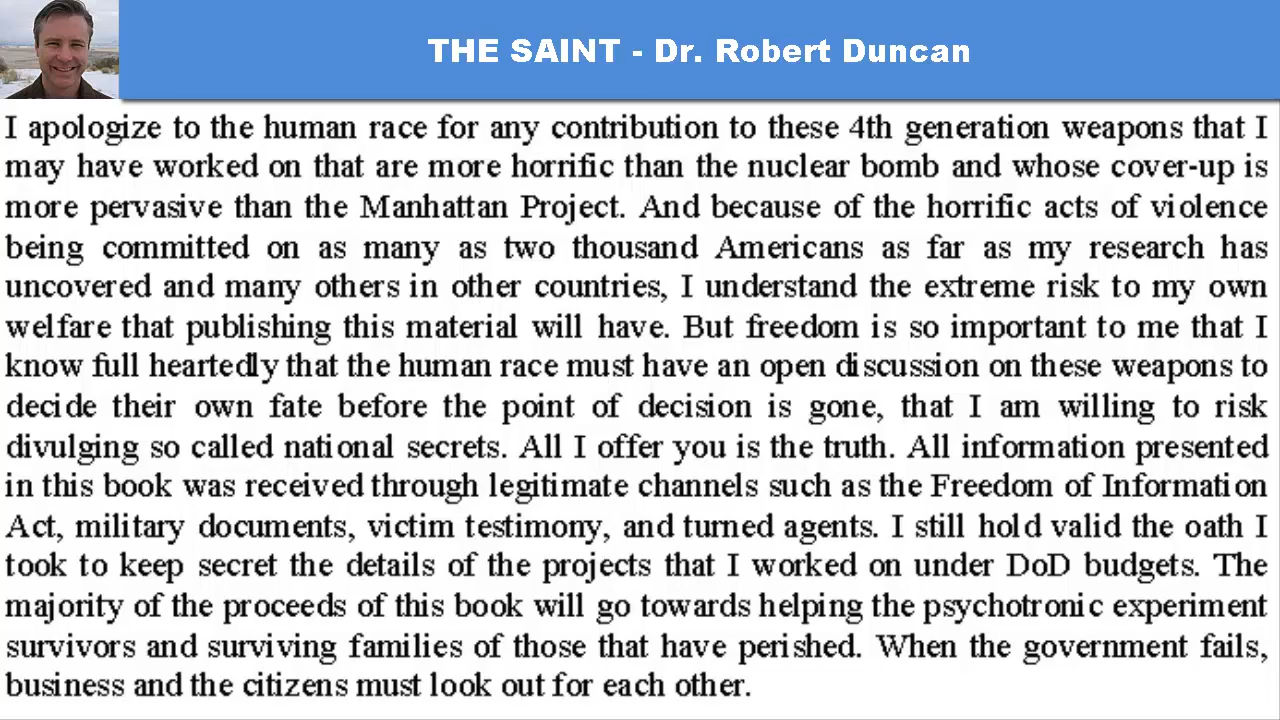 THE SAINT - Dr. Robert Duncan
I apologize to the human race for any contribution to these 4th generation weapons that I
may have worked on that are more horrific than the nuclear bomb and whose cover-up is
more pervasive than the Manhattan Project. And because of the horrific acts of violence
being committed on as many as two thousand Americans as far as my research has
uncovered and many others in other countries, I understand the extreme risk to my own
welfare that publishing this material will have. But freedom is so important to me that I
know full heartedly that the human race must have an open discussion on these weapons to
decide their own fate before the point of decision is gone, that I am willing to risk
divulging so called national secrets. All I offer you is the truth. All information presented
in this book was received through legitimate channels such as the Freedom of Information
Act, military documents, victim testimony, and turned agents. I still hold valid the oath I
took to keep secret the details of the projects that I worked on under DoD budgets. The
majority of the proceeds of this book will go towards helping the psychotronic experiment
survivors and surviving families of those that have perished. When the government fails,
business and the citizens must look out for each other.